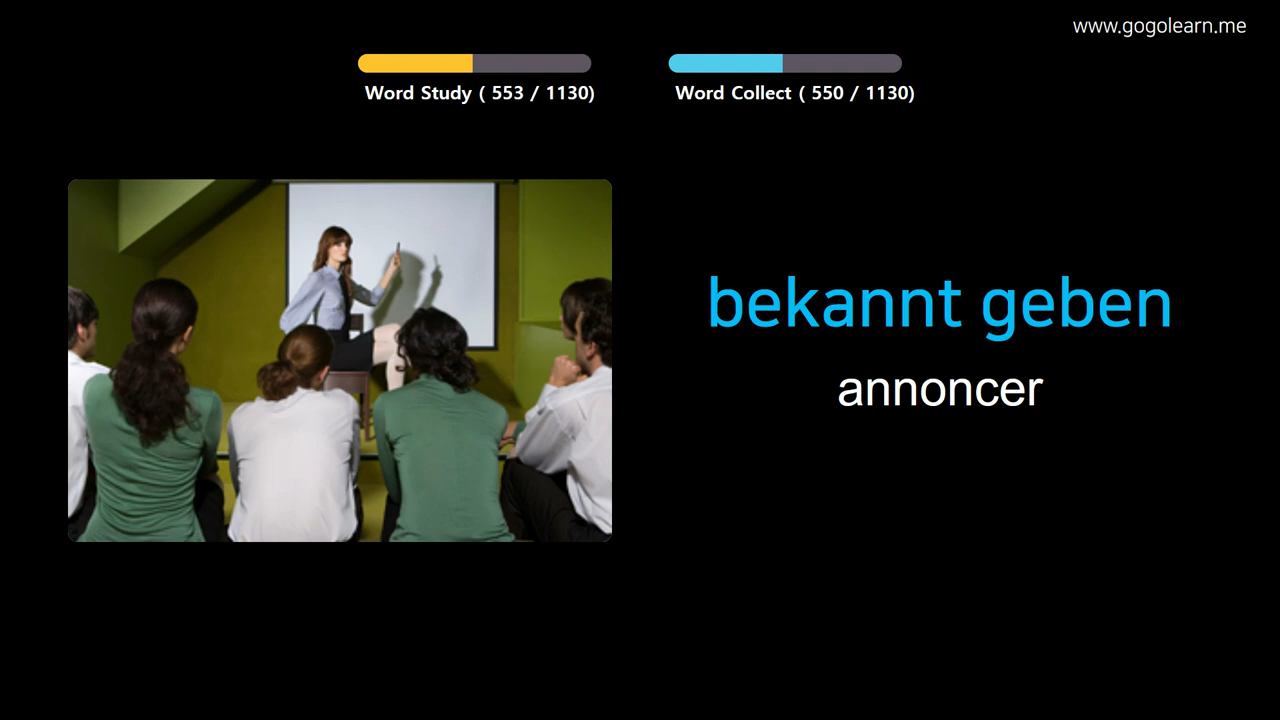 www.gogolearn.me
Word Study ( 553 / 1130)
Word Collect ( 550 / 1130)
bekannt geben
annoncer